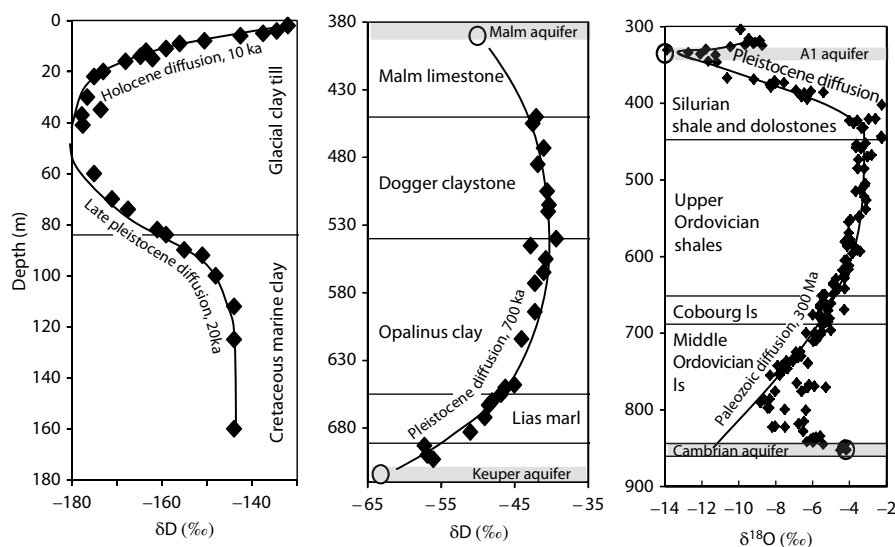 0
20
40
60
80
100
120
140
160
180
Depth (m)
−180
−160
−140
δD (‰)
Holocene diffusion, 10 ka
Glacial clay till
Late pleistocene diffusion, 20ka
Cretaceous marine clay
380
430
480
530
580
630
680
−65
−55
−45
−35
δD (‰)
Malm aquifer
Malm limestone
Dogger claystone
Opalinus clay
Pleistocene diffusion, 700 ka
Lias marl
Keuper aquifer
300
400
500
600
700
800
900
−14
−12
−10
−8
−6
−4
−2
δ18O (‰)
A1 aquifer
Pleistocene diffusion
Silurian
shale and dolostones
Upper
Ordovician
shales
Cobourg ls
Middle
Ordovician
ls
Paleozoic diffusion, 300 Ma
Cambrian aquifer